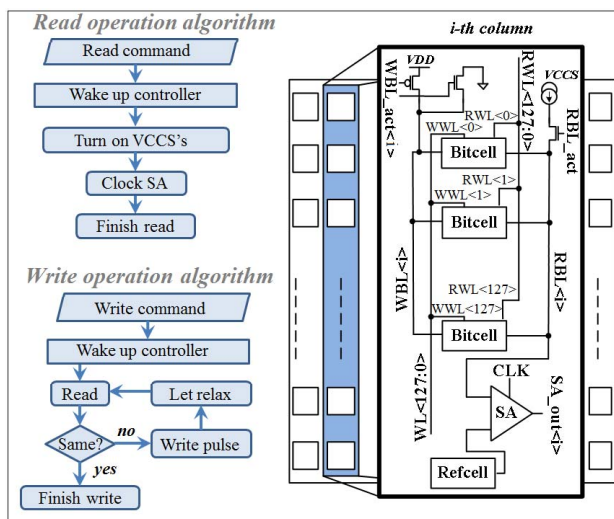 Read operation algorithm
Read command
Wake up controller
Turn on VCCS's
Clock SA
Finish read
Write operation algorithm
Write command
Wake up controller
Read
Let relax
Same?
no
Write pulse
yes
Finish write
i-th column
VDD
WBL_act<i>
RWL<127:0>
VCCS
RBL_act
RWL<0>
WWL<0>
Bitcell
RWL<1>
WWL<1>
Bitcell
WBL<i>
RBL<i>
RWL<127>
WWL<127>
Bitcell
WL<127:0>
CLK
SA
SA_out<i>
Refcell